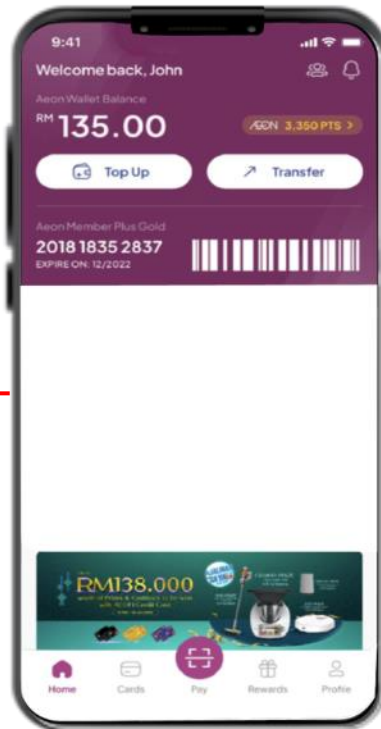 9:41
Welcome back, John
Aeon Wallet Balance
RM 135.00
ÆON 3,350 PTS >
Top Up
Transfer
Aeon Member Plus Gold
2018 1835 2837
EXPIRE ON: 12/2022
RM138,000
Home
Cards
Pay
Rewards
Profile